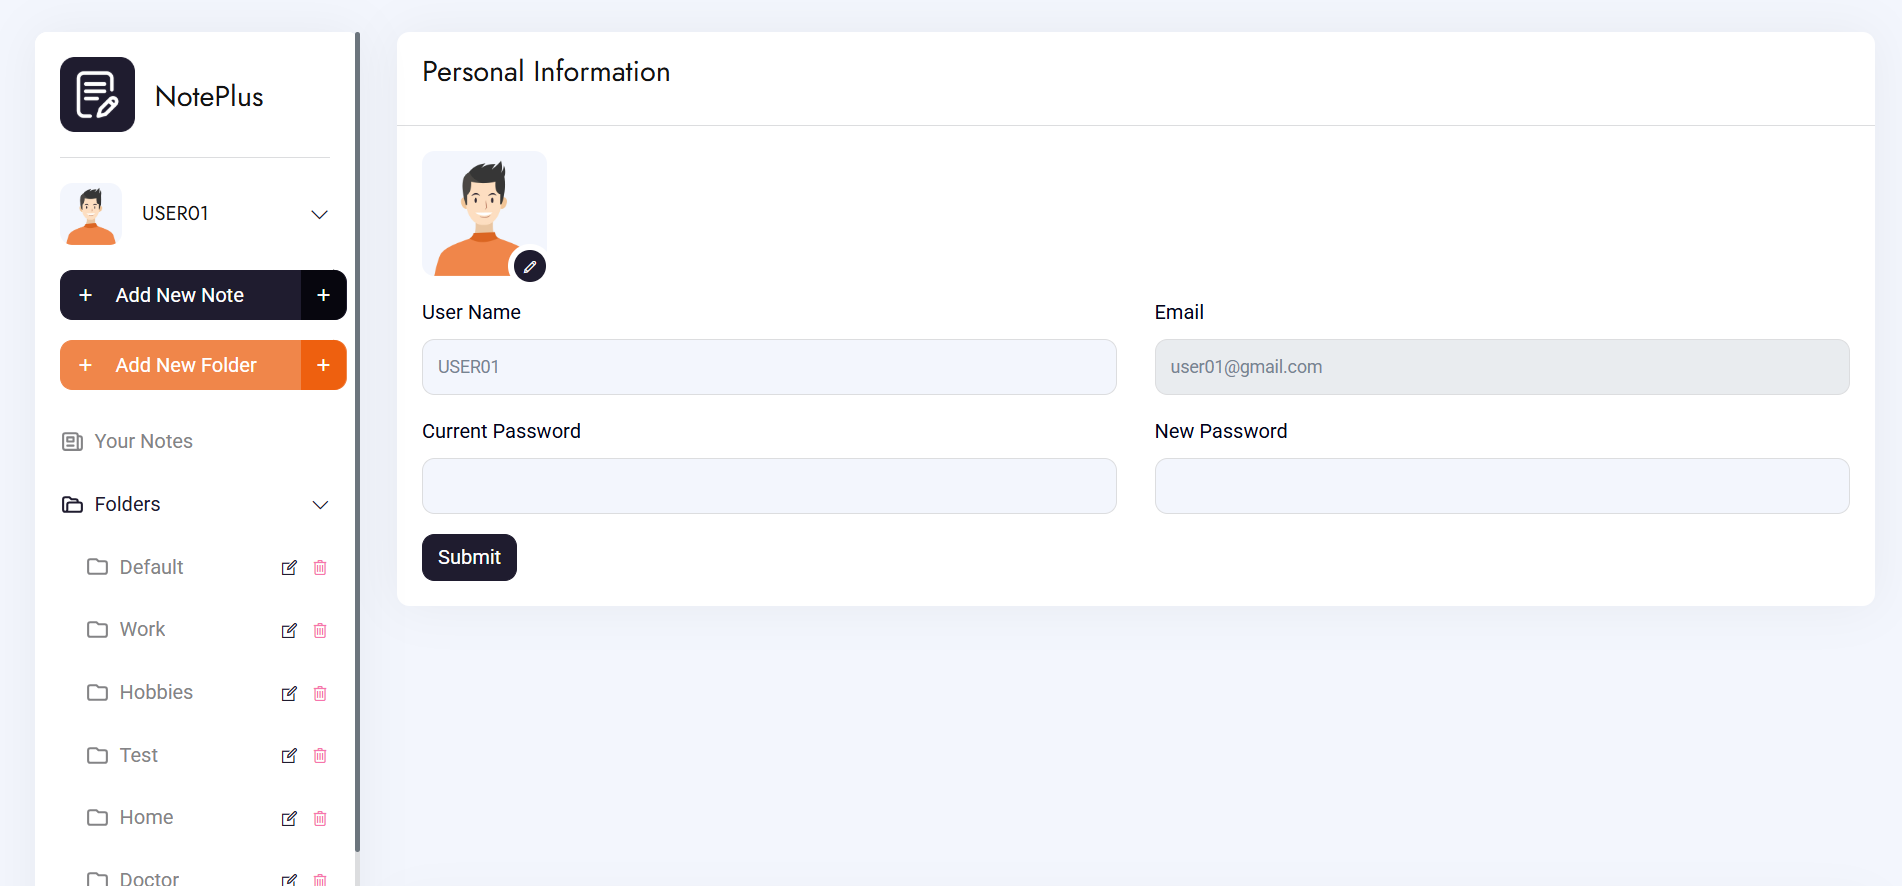 NotePlus
USER01
+ Add New Note +
+ Add New Folder +
Your Notes
Folders
Default
Work
Hobbies
Test
Home
Doctor
Personal Information
User Name
USER01
Email
user01@gmail.com
Current Password
New Password
Submit